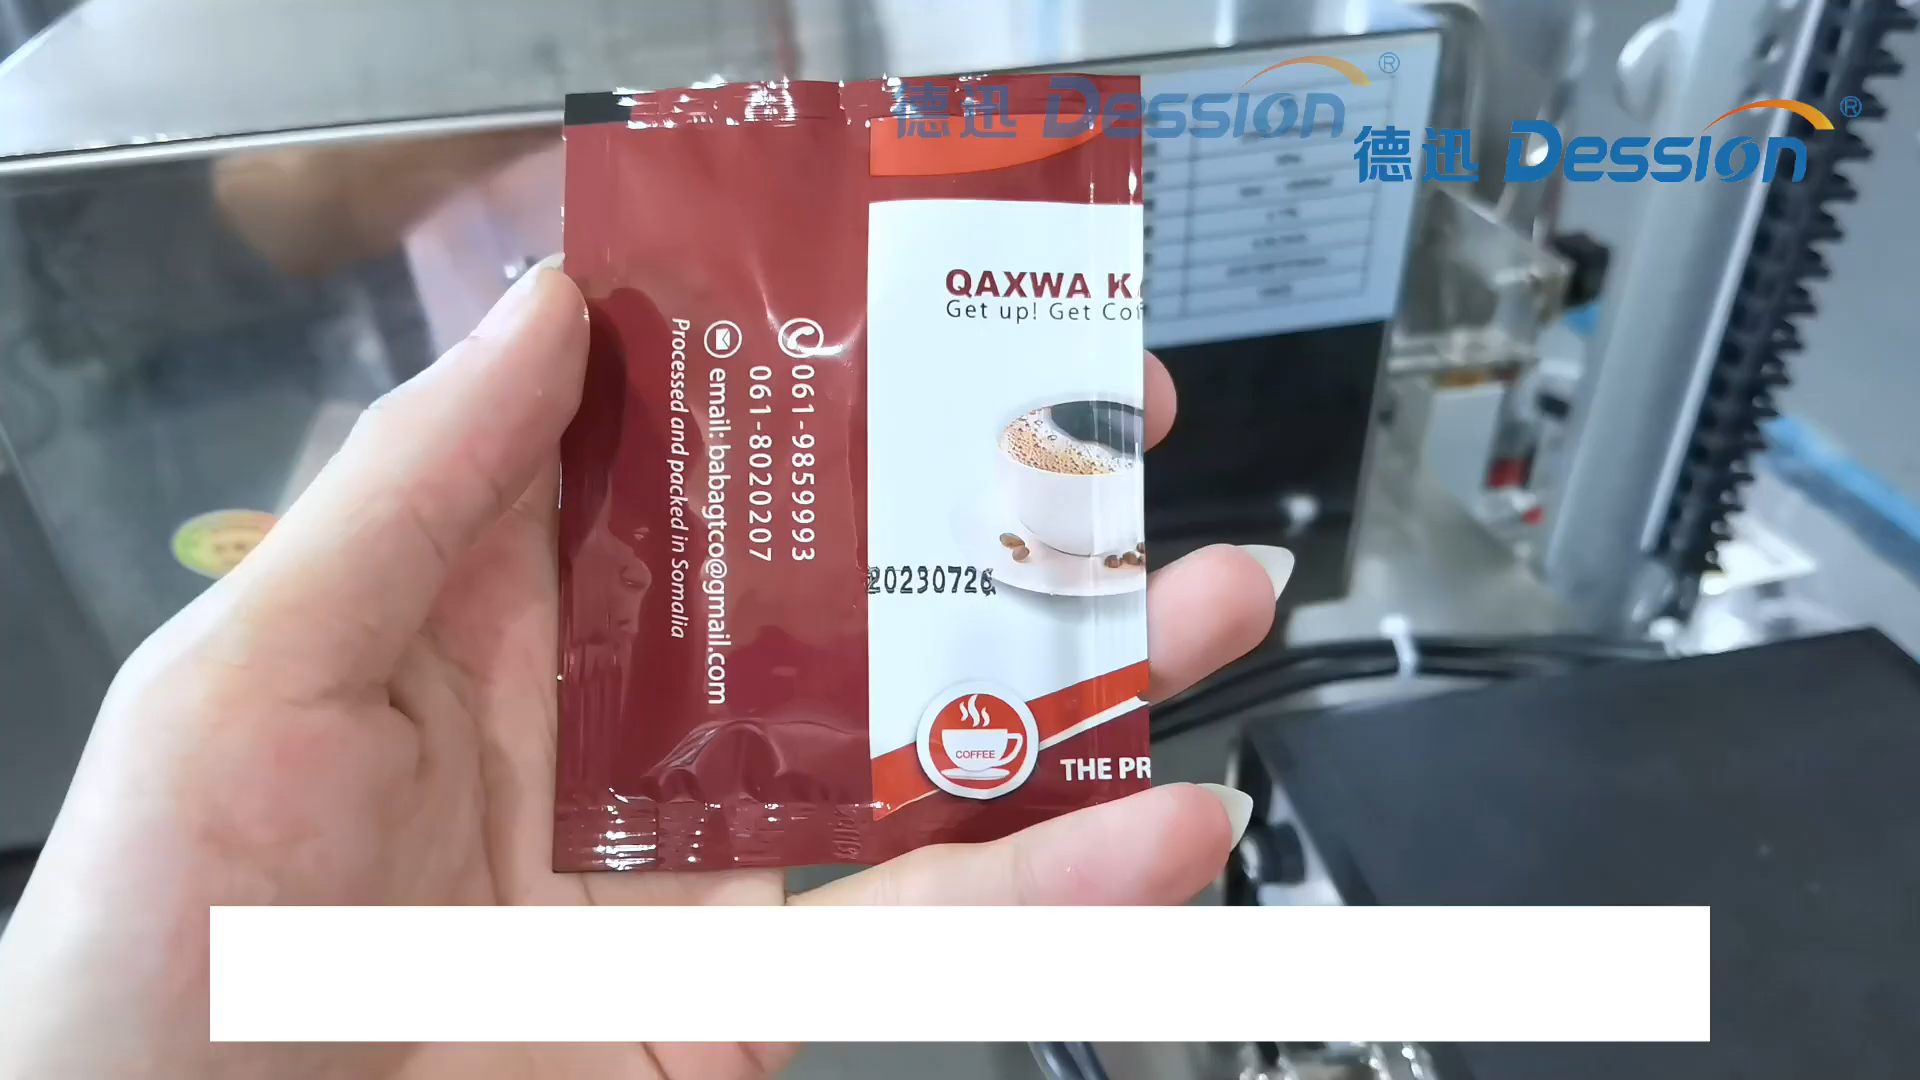 德迅 Dession ®
德迅 Dession ®
QAXWA K
Get up! Get Cof
061-9859993
061-8020207
email: babagtco@gmail.com
Processed and packed in Somalia
20230726
COFFEE
THE PR